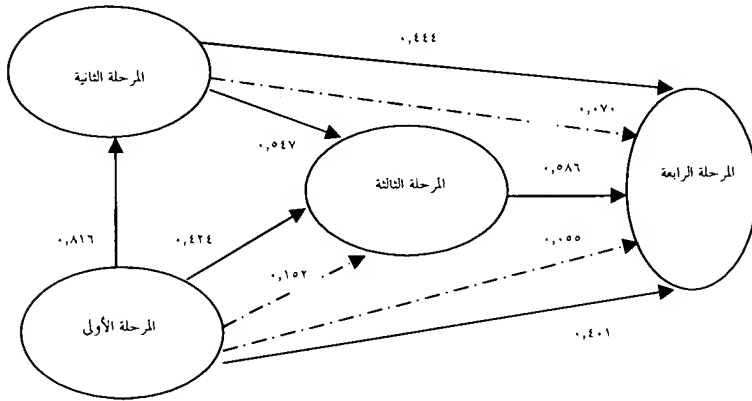 ٠,٤٤٤
المرحلة الثانية
٠,٠٧٠
٠,٥٤٧
٠,٥٨٦
المرحلة الرابعة
المرحلة الثالثة
٠,٨١٦
٠,٤٢٤
٠,٠٥٥
٠,١٥٢
المرحلة الأولى
٠,٤٠١